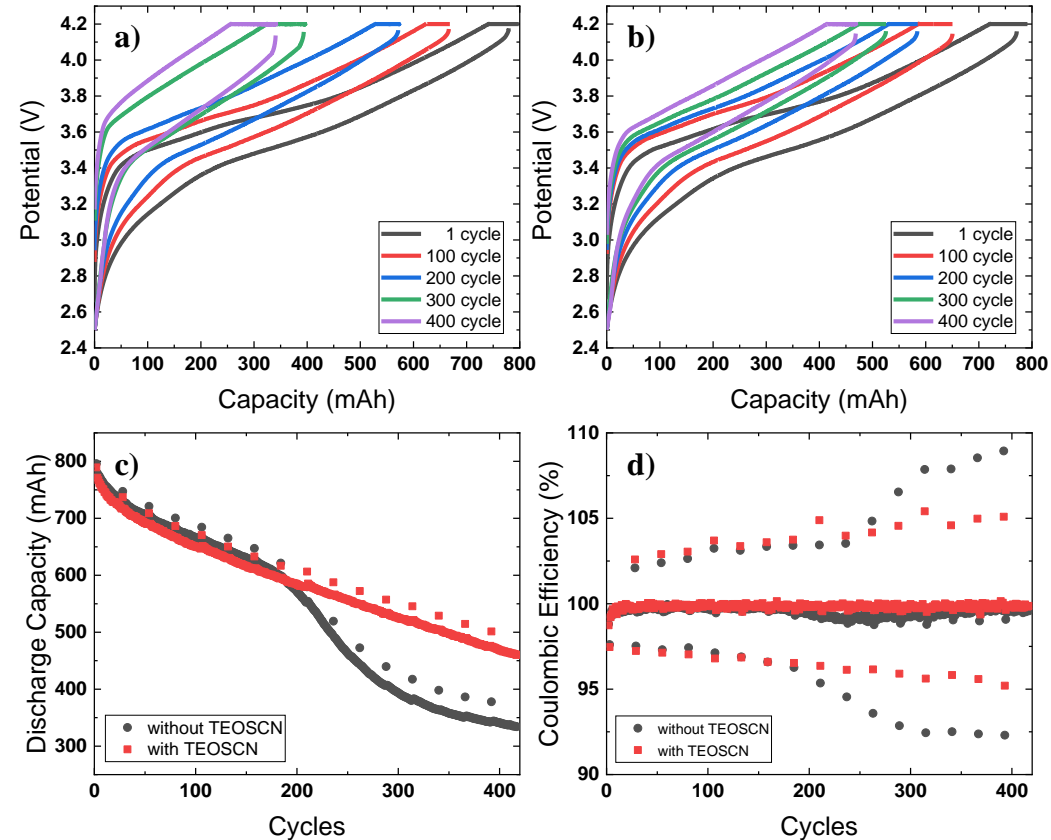 a)
Potential (V)
4.2
4.0
3.8
3.6
3.4
3.2
3.0
2.8
2.6
2.4
1 cycle
100 cycle
200 cycle
300 cycle
400 cycle
0 100 200 300 400 500 600 700 800
Capacity (mAh)
b)
Potential (V)
4.2
4.0
3.8
3.6
3.4
3.2
3.0
2.8
2.6
2.4
1 cycle
100 cycle
200 cycle
300 cycle
400 cycle
0 100 200 300 400 500 600 700 800
Capacity (mAh)
c)
Discharge Capacity (mAh)
800
700
600
500
400
300
without TEOSCN
with TEOSCN
0 100 200 300 400
Cycles
d)
Coulombic Efficiency (%)
110
105
100
95
90
without TEOSCN
with TEOSCN
0 100 200 300 400
Cycles